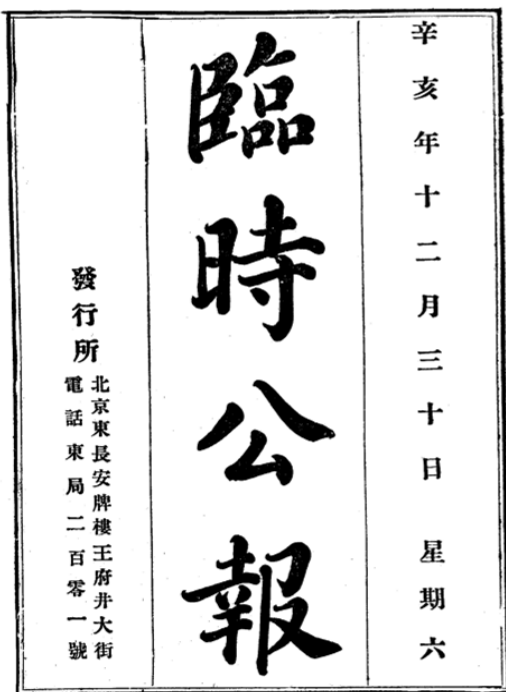 辛亥年十二月三十日 星期六
臨時公報
發行所
北京東長安牌樓王府井大街
電話東局二百零一號